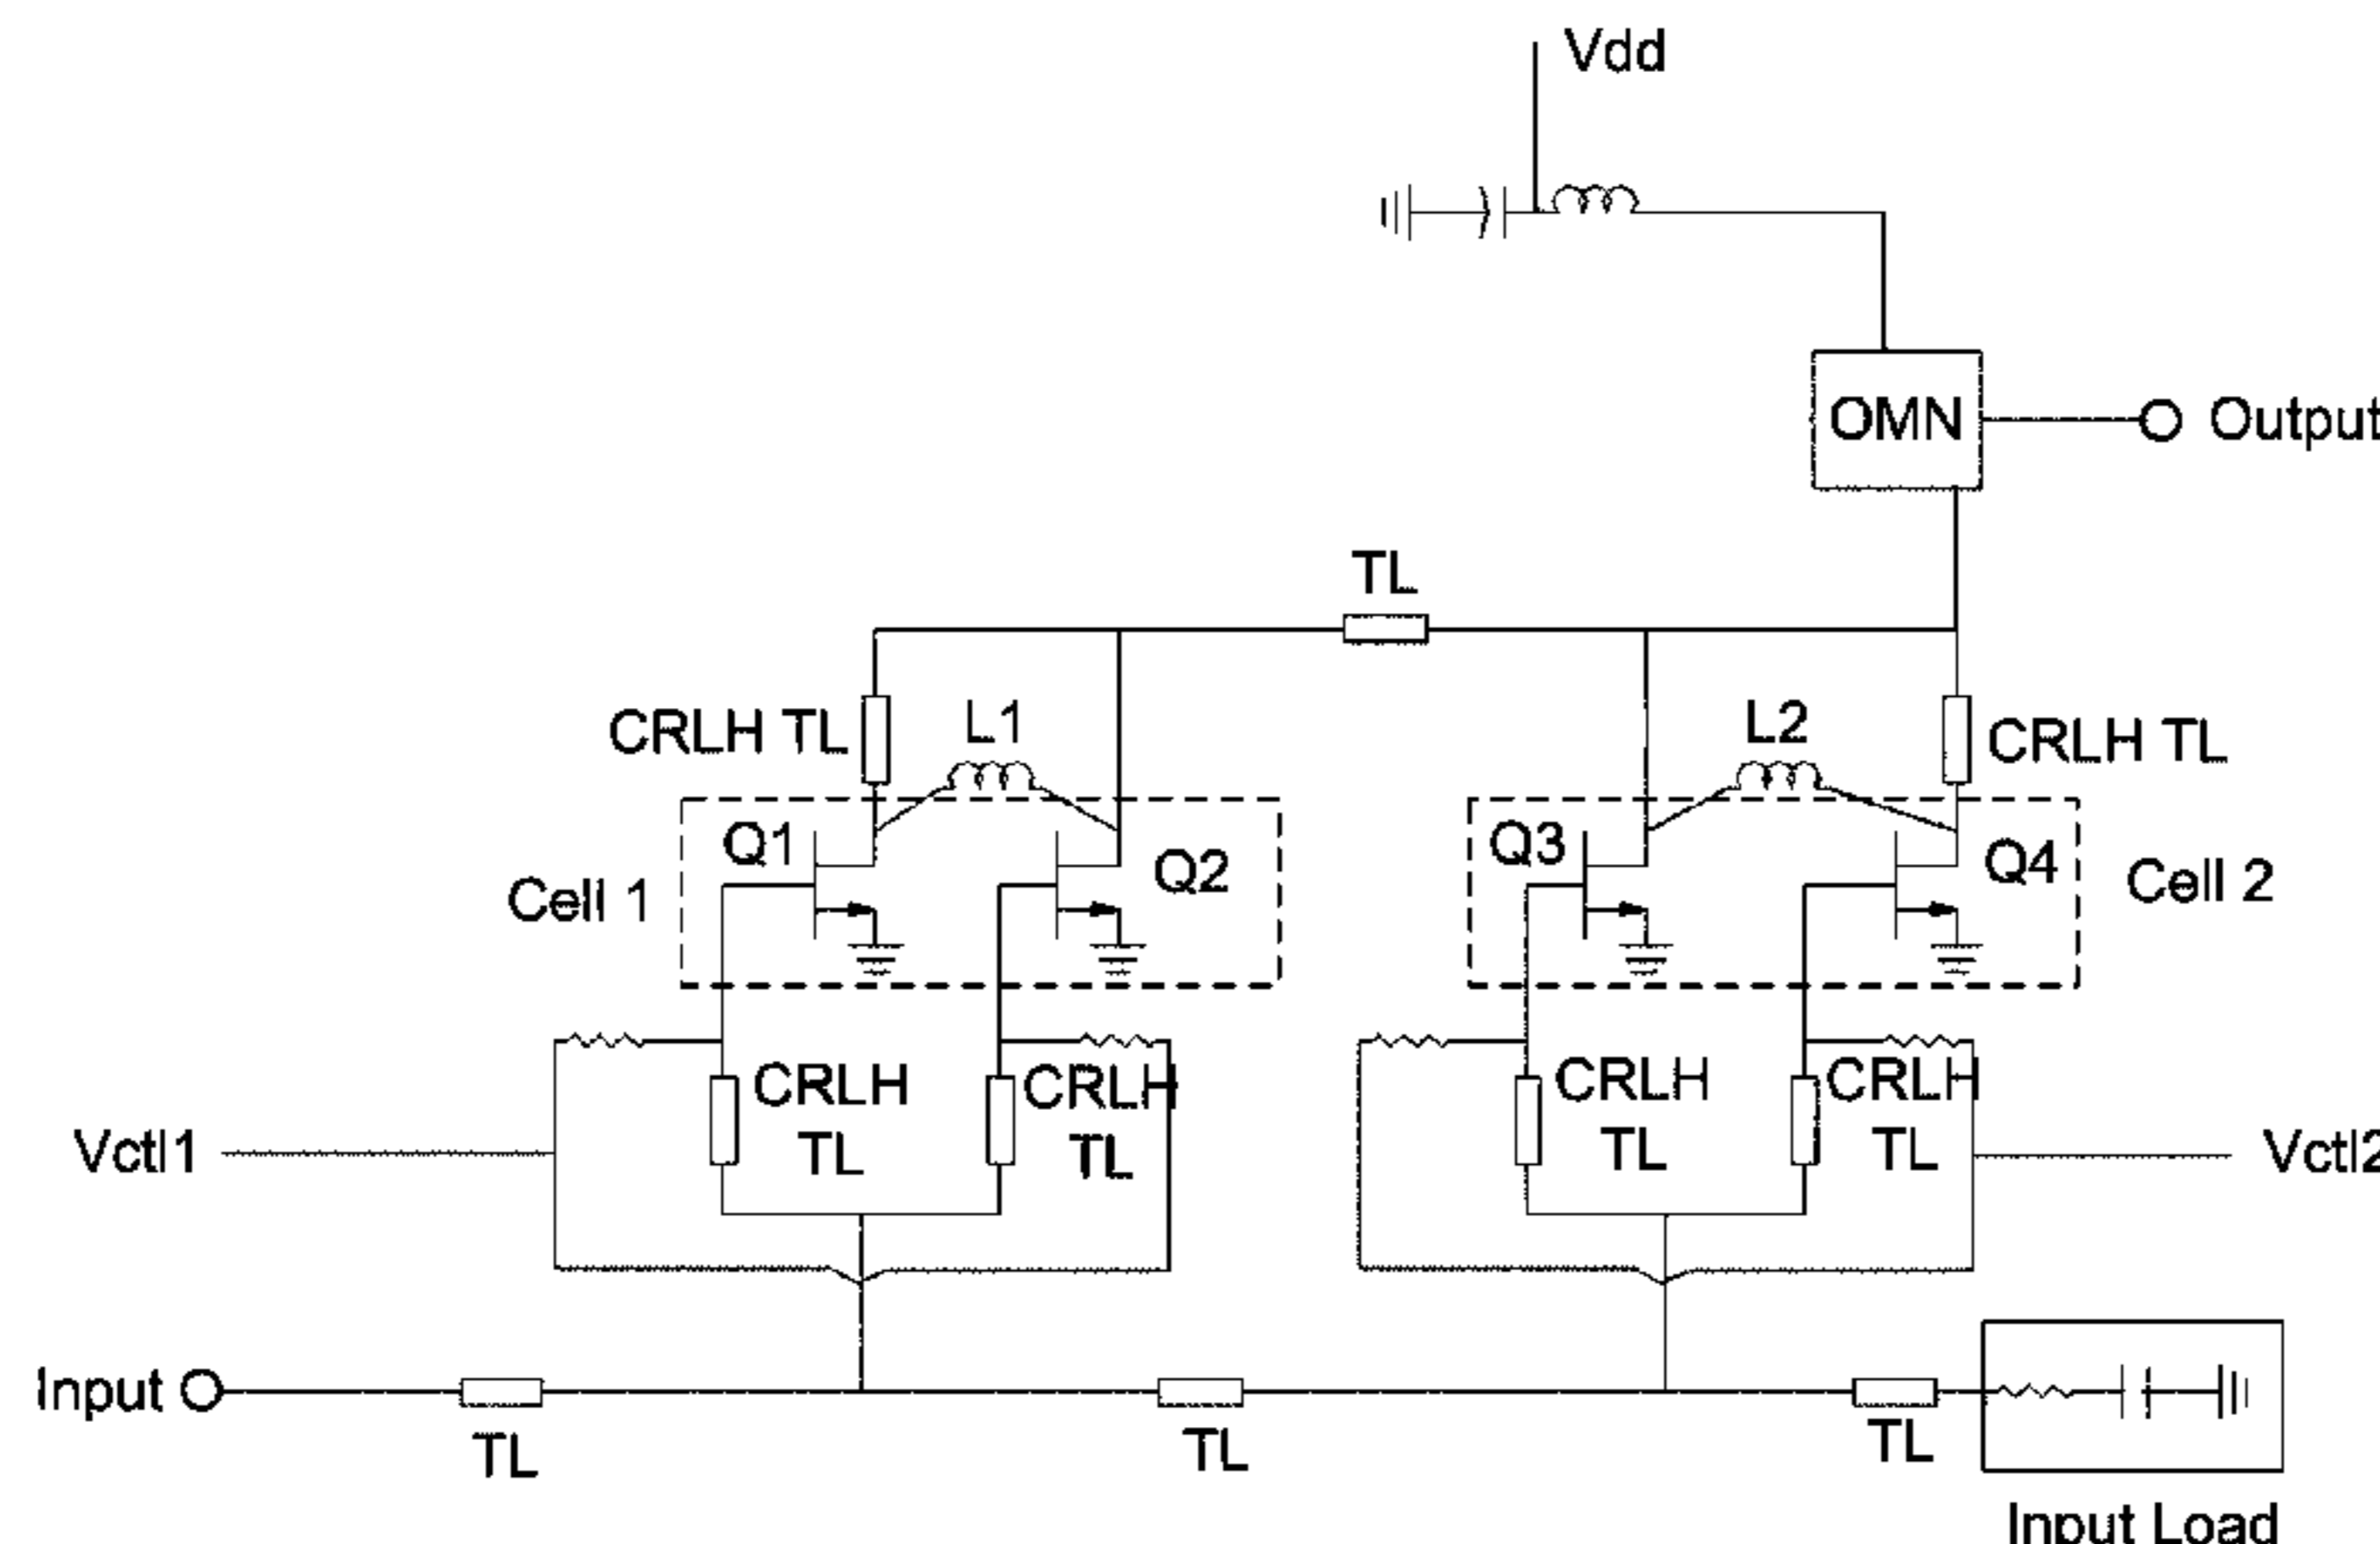 Vdd
OMN
Output
TL
CRLH TL
L1
L2
CRLH TL
Q1
Q2
Q3
Q4
Cell 1
Cell 2
CRLH
TL
CRLH
TL
CRLH
TL
CRLH
TL
Vctl1
Vctl2
Input
TL
TL
TL
Input Load